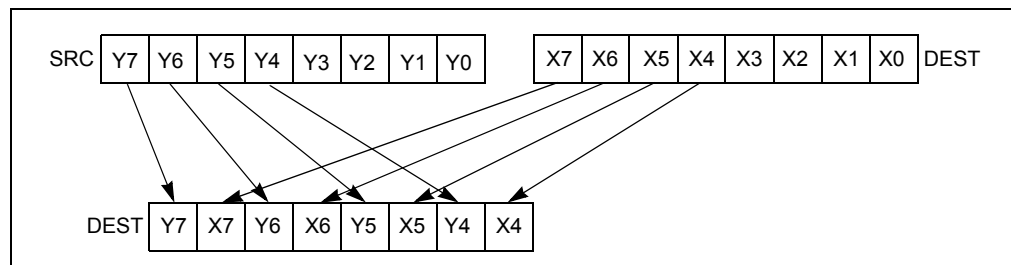 SRC Y7 Y6 Y5 Y4 Y3 Y2 Y1 Y0 X7 X6 X5 X4 X3 X2 X1 X0 DEST
DEST Y7 X7 Y6 X6 Y5 X5 Y4 X4